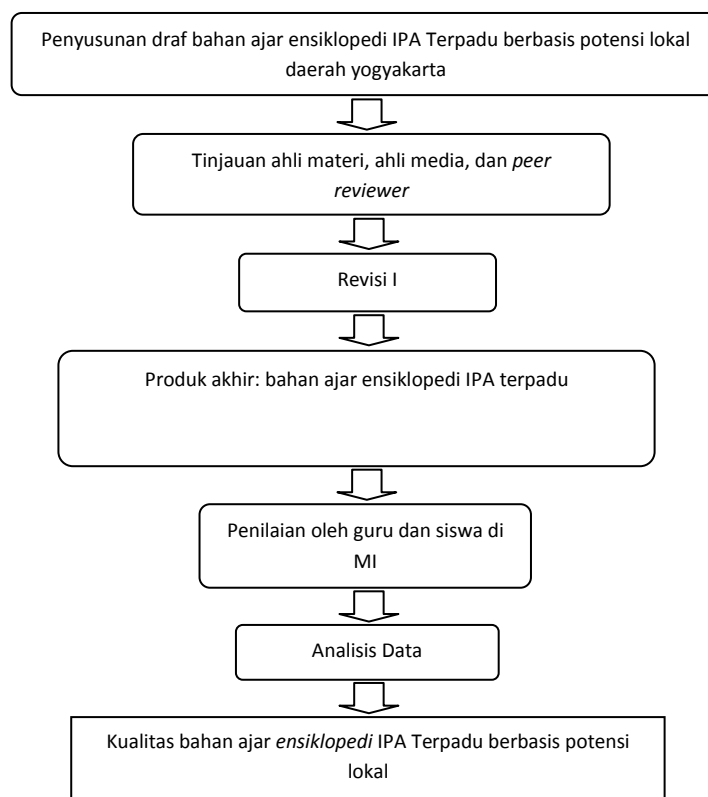 Penyusunan draf bahan ajar ensiklopedi IPA Terpadu berbasis potensi lokal
daerah yogyakarta
Tinjauan ahli materi, ahli media, dan peer
reviewer
Revisi I
Produk akhir: bahan ajar ensiklopedi IPA terpadu
Penilaian oleh guru dan siswa di
MI
Analisis Data
Kualitas bahan ajar ensiklopedi IPA Terpadu berbasis potensi
lokal